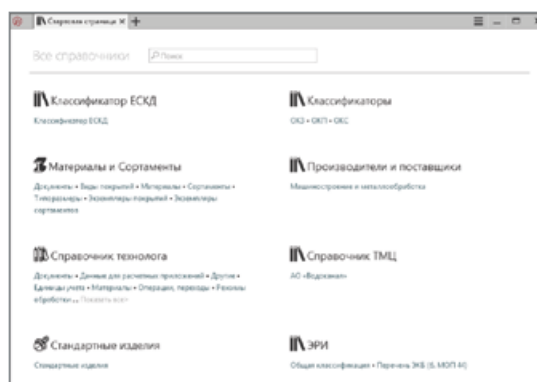 Стартовая страница
Все справочники
Поиск
Классификатор ЕСКД
Классификатор ЕСКД
Классификаторы
ОКЗ • ОКП • ОКС
Материалы и Сортаменты
Документы • Виды покрытий • Материалы • Сортаменты •
Типоразмеры • Экземпляры покрытий • Экземпляры
сортаментов
Производители и поставщики
Машиностроение и металлообработка
Справочник технолога
Документы • Данные для расчетных приложений • Другие •
Единицы учета • Материалы • Операции, переходы • Режимы
обработки ... Показать все
Справочник ТМЦ
АО «Водоканал»
Стандартные изделия
Стандартные изделия
ЭРИ
Общая классификация • Перечень ЭКБ